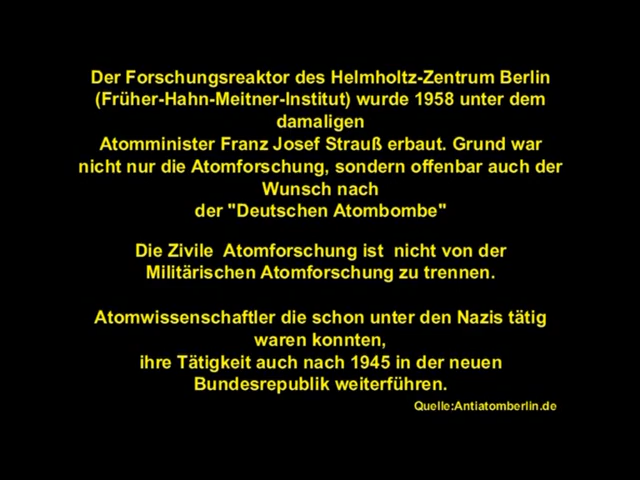 Der Forschungsreaktor des Helmholtz-Zentrum Berlin
(Früher-Hahn-Meitner-Institut) wurde 1958 unter dem
damaligen
Atomminister Franz Josef Strauß erbaut. Grund war
nicht nur die Atomforschung, sondern offenbar auch der
Wunsch nach
der "Deutschen Atombombe"
Die Zivile Atomforschung ist nicht von der
Militärischen Atomforschung zu trennen.
Atomwissenschaftler die schon unter den Nazis tätig
waren konnten,
ihre Tätigkeit auch nach 1945 in der neuen
Bundesrepublik weiterführen.
Quelle:Antiatomberlin.de